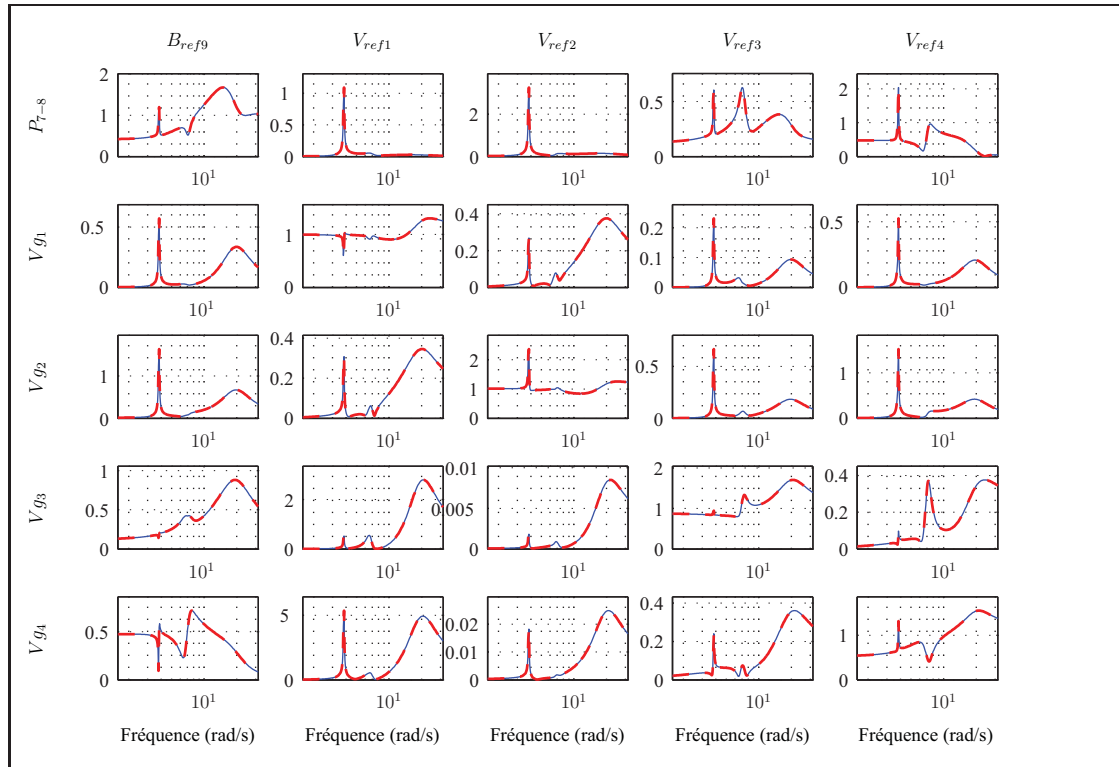 B_{ref9} V_{ref1} V_{ref2} V_{ref3} V_{ref4}
P_{7-8}
2 1 0 10^1
1 0.5 0 10^1
2 0 10^1
0.5 0 10^1
2 1 0 10^1
Vg_1
0.5 0 10^1
1 0 10^1
0.4 0.2 0 10^1
0.2 0.1 0 10^1
0.5 0 10^1
Vg_2
1 0 10^1
0.4 0.2 0 10^1
2 1 0 10^1
0.5 0 10^1
1 0 10^1
Vg_3
1 0.5 0 10^1
2 0 10^1
0.01 0.005 0 10^1
2 1 0 10^1
0.4 0.2 0 10^1
Vg_4
0.5 0 10^1
5 0 10^1
0.02 0.01 0 10^1
0.4 0.2 0 10^1
1 0 10^1
Fréquence (rad/s) Fréquence (rad/s) Fréquence (rad/s) Fréquence (rad/s) Fréquence (rad/s)